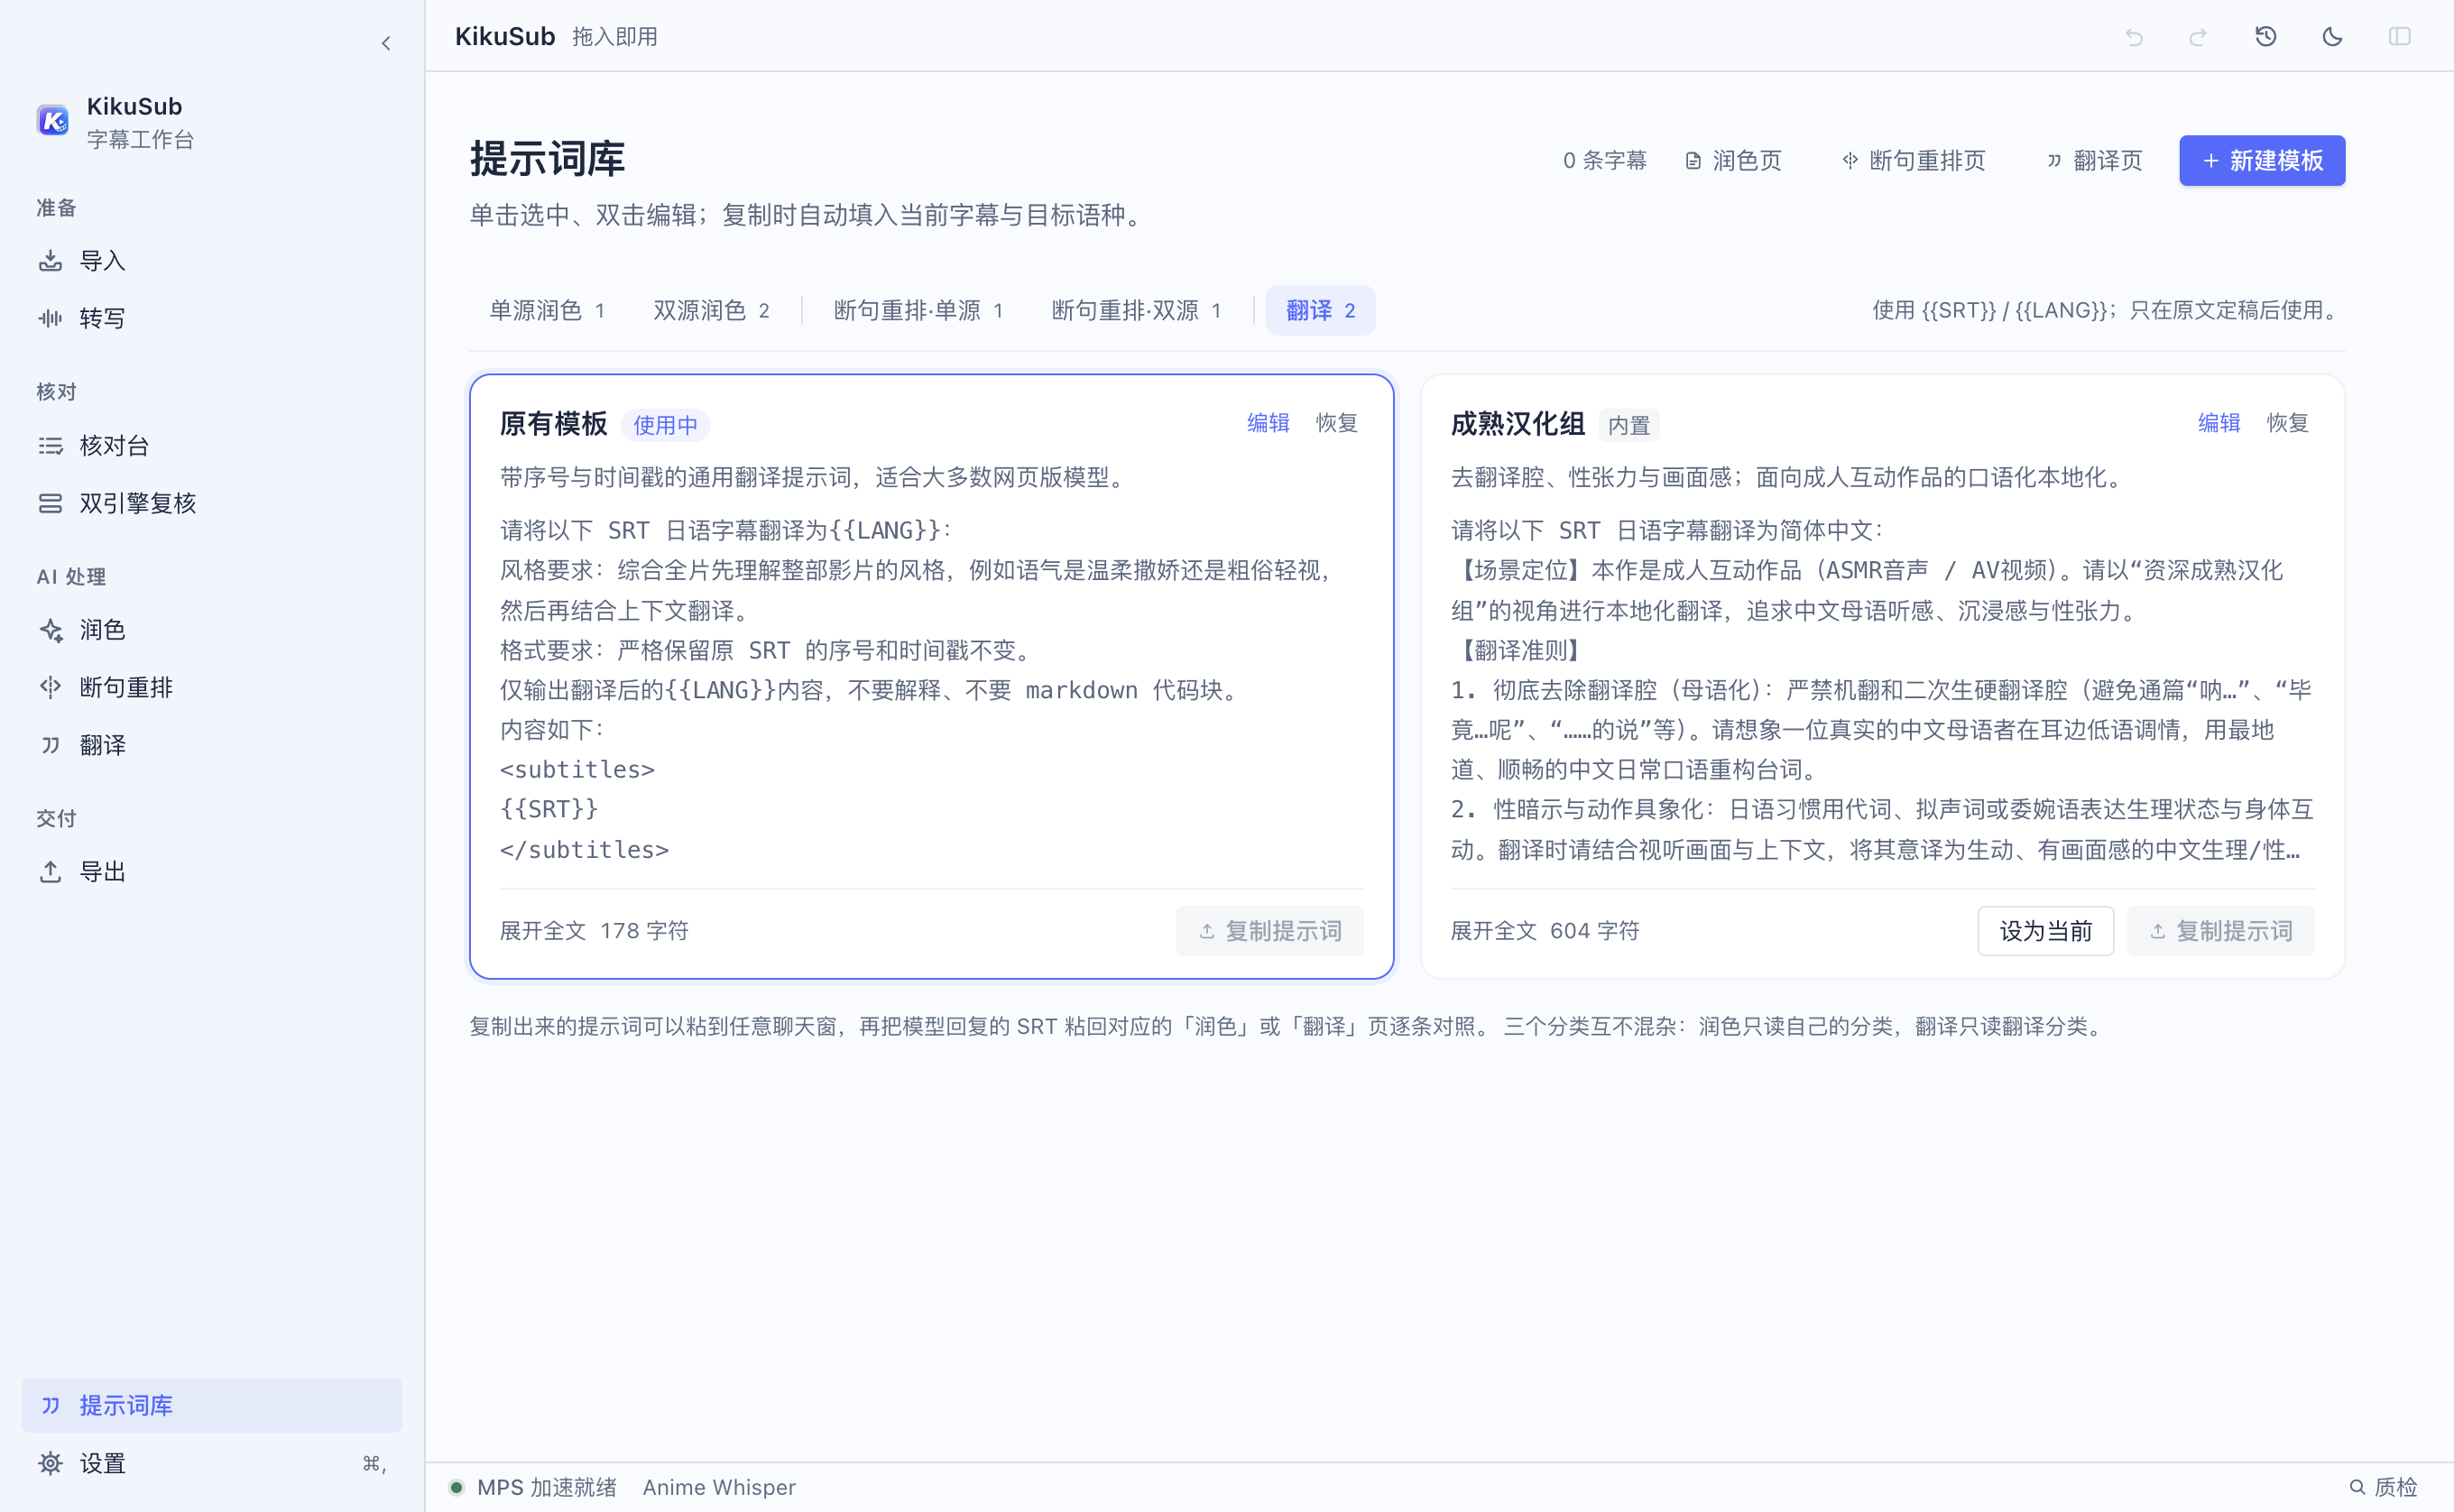 KikuSub
字幕工作台
准备
导入
转写
核对
核对台
双引擎复核
AI 处理
润色
断句重排
翻译
交付
导出
提示词库
设置 ⌘,
KikuSub 拖入即用
提示词库
0 条字幕 润色页 断句重排页 翻译页 + 新建模板
单击选中、双击编辑；复制时自动填入当前字幕与目标语种。
单源润色 1 双源润色 2 断句重排·单源 1 断句重排·双源 1 翻译 2
使用 {{SRT}} / {{LANG}}；只在原文定稿后使用。
原有模板 使用中 编辑 恢复
带序号与时间戳的通用翻译提示词，适合大多数网页版模型。
请将以下 SRT 日语字幕翻译为{{LANG}}：
风格要求：综合全片先理解整部影片的风格，例如语气是温柔撒娇还是粗俗轻视，
然后再结合上下文翻译。
格式要求：严格保留原 SRT 的序号和时间戳不变。
仅输出翻译后的{{LANG}}内容，不要解释、不要 markdown 代码块。
内容如下：
<subtitles>
{{SRT}}
</subtitles>
展开全文 178 字符 复制提示词
成熟汉化组 内置 编辑 恢复
去翻译腔、性张力与画面感；面向成人互动作品的口语化本地化。
请将以下 SRT 日语字幕翻译为简体中文：
【场景定位】本作是成人互动作品（ASMR音声 / AV视频）。请以“资深成熟汉化
组”的视角进行本地化翻译，追求中文母语听感、沉浸感与性张力。
【翻译准则】
1. 彻底去除翻译腔（母语化）：严禁机翻和二次生硬翻译腔（避免通篇“呐…”、“毕
竟…呢”、“……的说”等）。请想象一位真实的中文母语者在耳边低语调情，用最地
道、顺畅的中文日常口语重构台词。
2. 性暗示与动作具象化：日语习惯用代词、拟声词或委婉语表达生理状态与身体互
动。翻译时请结合视听画面与上下文，将其意译为生动、有画面感的中文生理/性…
展开全文 604 字符 设为当前 复制提示词
复制出来的提示词可以粘到任意聊天窗，再把模型回复的 SRT 粘回对应的「润色」或「翻译」页逐条对照。 三个分类互不混杂：润色只读自己的分类，翻译只读翻译分类。
MPS 加速就绪 Anime Whisper 质检